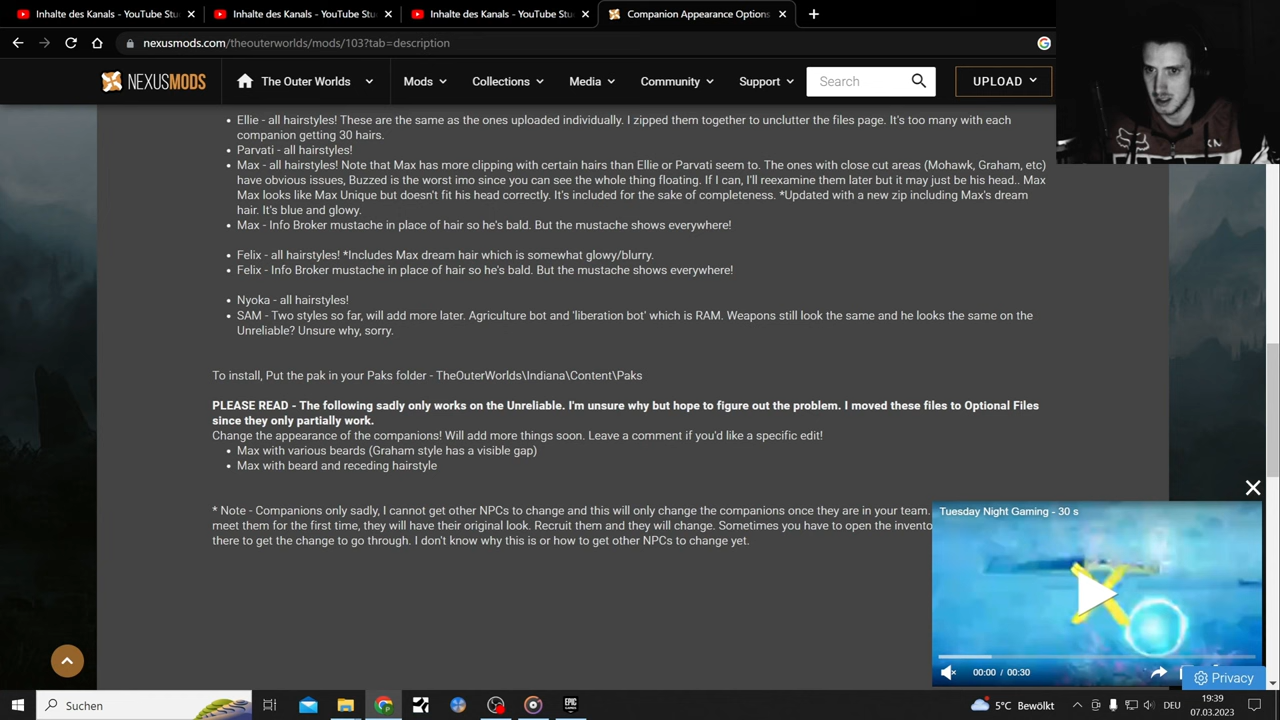 Inhalte des Kanals - YouTube Stu
Inhalte des Kanals - YouTube Stu
Inhalte des Kanals - YouTube Stu
Companion Appearance Options
nexusmods.com/theouterworlds/mods/103?tab=description
NEXUSMODS
The Outer Worlds
Mods
Collections
Media
Community
Support
Search
UPLOAD
Ellie - all hairstyles! These are the same as the ones uploaded individually. I zipped them together to unclutter the files page. It's too many with each
companion getting 30 hairs.
Parvati - all hairstyles!
Max - all hairstyles! Note that Max has more clipping with certain hairs than Ellie or Parvati seem to. The ones with close cut areas (Mohawk, Graham, etc)
have obvious issues, Buzzed is the worst imo since you can see the whole thing floating. If I can, I'll reexamine them later but it may just be his head.. Max
Max looks like Max Unique but doesn't fit his head correctly. It's included for the sake of completeness. *Updated with a new zip including Max's dream
hair. It's blue and glowy.
Max - Info Broker mustache in place of hair so he's bald. But the mustache shows everywhere!
Felix - all hairstyles! *Includes Max dream hair which is somewhat glowy/blurry.
Felix - Info Broker mustache in place of hair so he's bald. But the mustache shows everywhere!
Nyoka - all hairstyles!
SAM - Two styles so far, will add more later. Agriculture bot and 'liberation bot' which is RAM. Weapons still look the same and he looks the same on the
Unreliable? Unsure why, sorry.
To install, Put the pak in your Paks folder - TheOuterWorlds\Indiana\Content\Paks
PLEASE READ - The following sadly only works on the Unreliable. I'm unsure why but hope to figure out the problem. I moved these files to Optional Files
since they only partially work.
Change the appearance of the companions! Will add more things soon. Leave a comment if you'd like a specific edit!
Max with various beards (Graham style has a visible gap)
Max with beard and receding hairstyle
* Note - Companions only sadly, I cannot get other NPCs to change and this will only change the companions once they are in your team.
meet them for the first time, they will have their original look. Recruit them and they will change. Sometimes you have to open the invento
there to get the change to go through. I don't know why this is or how to get other NPCs to change yet.
Tuesday Night Gaming - 30 s
00:00 / 00:30
Privacy
Suchen
EPIC
5°C Bewölkt
DEU
19:39
07.03.2023